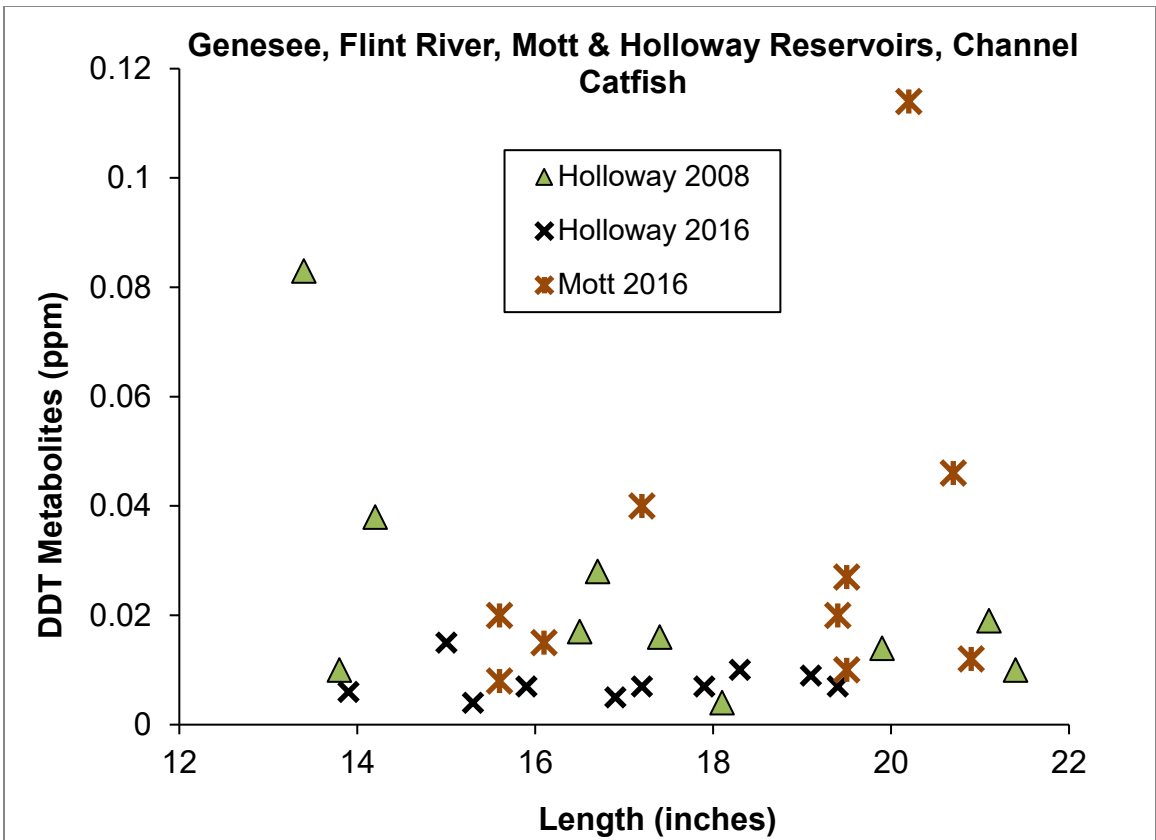 Genesee, Flint River, Mott & Holloway Reservoirs, Channel
Catfish
0.12
0.1
0.08
0.06
0.04
0.02
0
DDT Metabolites (ppm)
Holloway 2008
Holloway 2016
Mott 2016
12 14 16 18 20 22
Length (inches)